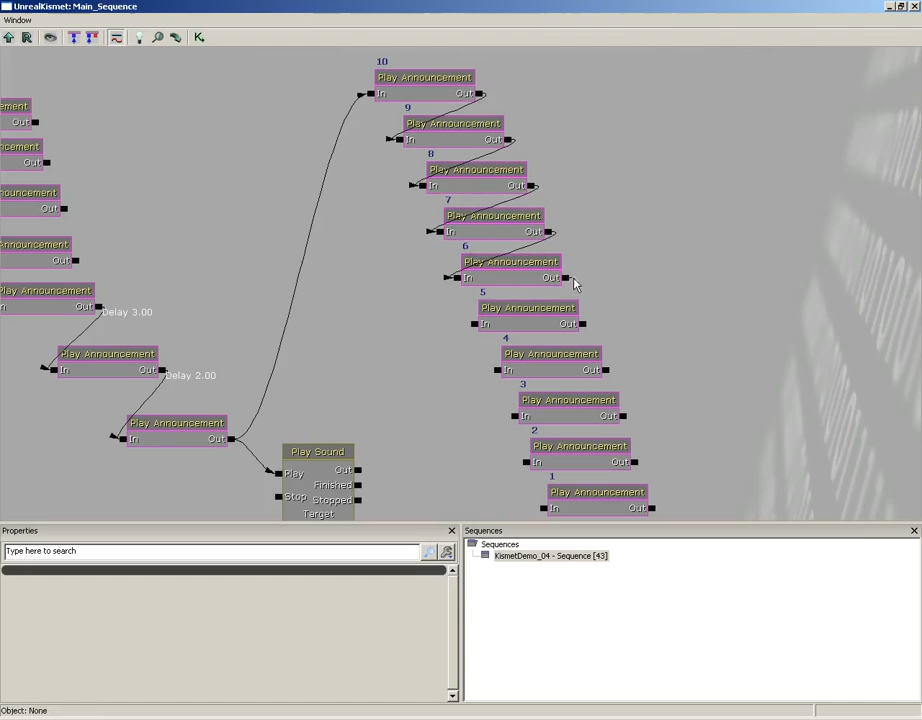 UnrealKismet: Main_Sequence
Window
10
Play Announcement
In Out
9
Play Announcement
In Out
8
Play Announcement
In Out
7
Play Announcement
In Out
6
Play Announcement
In Out
5
Play Announcement
In Out
4
Play Announcement
In Out
3
Play Announcement
In Out
2
Play Announcement
In Out
1
Play Announcement
In Out
ement
Out
ncement
Out
nouncement
Out
Announcement
Out
Play Announcement
n Out
Delay 3.00
Play Announcement
In Out
Delay 2.00
Play Announcement
In Out
Play Sound
Play Out
Finished
Stop Stopped
Target
Properties
Type here to search
Sequences
Sequences
KismetDemo_04 - Sequence [43]
Object: None